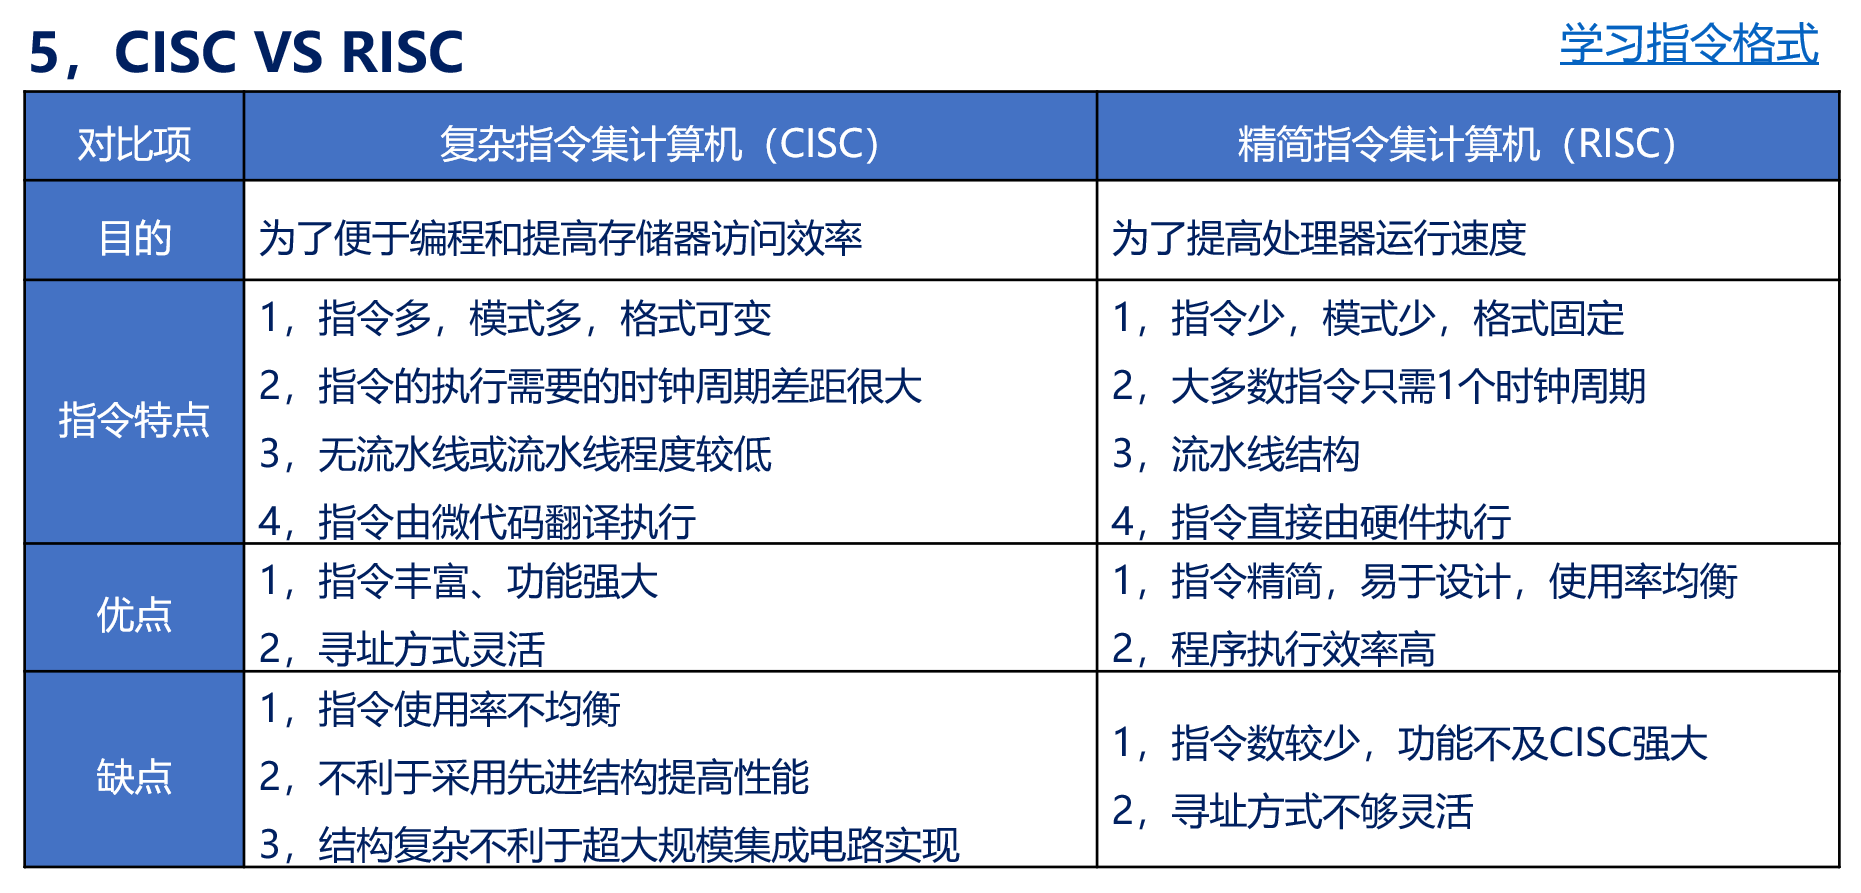 5，CISC VS RISC
学习指令格式
对比项
复杂指令集计算机（CISC）
精简指令集计算机（RISC）
目的
为了便于编程和提高存储器访问效率
为了提高处理器运行速度
指令特点
1，指令多，模式多，格式可变
2，指令的执行需要的时钟周期差距很大
3，无流水线或流水线程度较低
4，指令由微代码翻译执行
1，指令少，模式少，格式固定
2，大多数指令只需1个时钟周期
3，流水线结构
4，指令直接由硬件执行
优点
1，指令丰富、功能强大
2，寻址方式灵活
1，指令精简，易于设计，使用率均衡
2，程序执行效率高
缺点
1，指令使用率不均衡
2，不利于采用先进结构提高性能
3，结构复杂不利于超大规模集成电路实现
1，指令数较少，功能不及CISC强大
2，寻址方式不够灵活